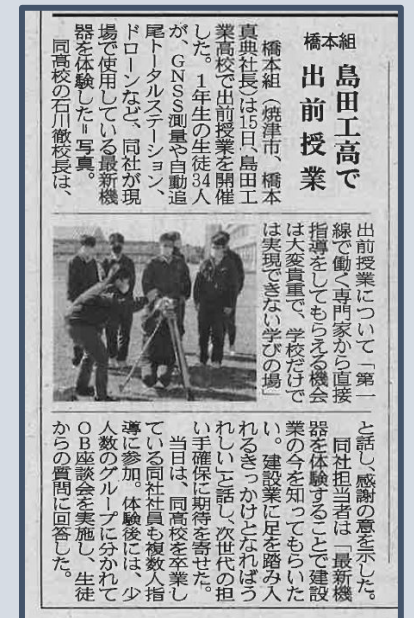 橋本組
島田工高で
出前授業
橋本組（焼津市、橋本
真典社長）は15日、島田工
業高校で出前授業を開催
した。1年生の生徒34人
が、GNSS測量や自動追
尾トータルステーション、
ドローンなど、同社が現
場で使用している最新機
器を体験した＝写真。
同高校の石川徹校長は、
出前授業について「第一
線で働く専門家から直接
指導をしてもらえる機会
は大変貴重で、学校だけで
は実現できない学びの場」
と話し、感謝の意を示した。
同社担当者は「最新機
器を体験することで建設
業の今を知ってもらいた
い。建設業に足を踏み入
れるきっかけとなればう
れしい」と話し、次世代の担
い手確保に期待を寄せた。
当日は、同高校を卒業し
ている同社社員も複数人指
導に参加。体験後には、少
人数のグループに分かれて
OB座談会を実施し、生徒
からの質問に回答した。